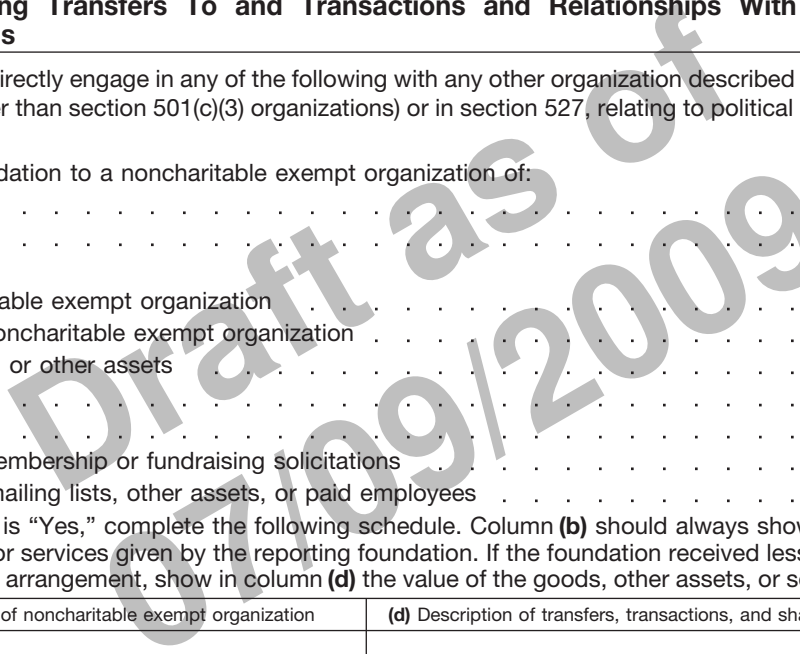 ng Transfers To and Transactions and Relationships With
s
irectly engage in any of the following with any other organization described
r than section 501(c)(3) organizations) or in section 527, relating to political
dation to a noncharitable exempt organization of:
. . . . . . . . . . . . . . . . . . . . . . . . .
. . . . . . . . . . . . . . . . . . . . . . . . .
able exempt organization . . . . . . . . . . . . . . . .
oncharitable exempt organization . . . . . . . . . . . . . .
or other assets . . . . . . . . . . . . . . . . . . .
. . . . . . . . . . . . . . . . . . . . . . . . .
. . . . . . . . . . . . . . . . . . . . . . . . .
embership or fundraising solicitations . . . . . . . . . . . .
nailing lists, other assets, or paid employees . . . . . . . . . .
is “Yes,” complete the following schedule. Column (b) should always show
or services given by the reporting foundation. If the foundation received less
arrangement, show in column (d) the value of the goods, other assets, or se
of noncharitable exempt organization (d) Description of transfers, transactions, and sha
Draft as of
07/09/2009